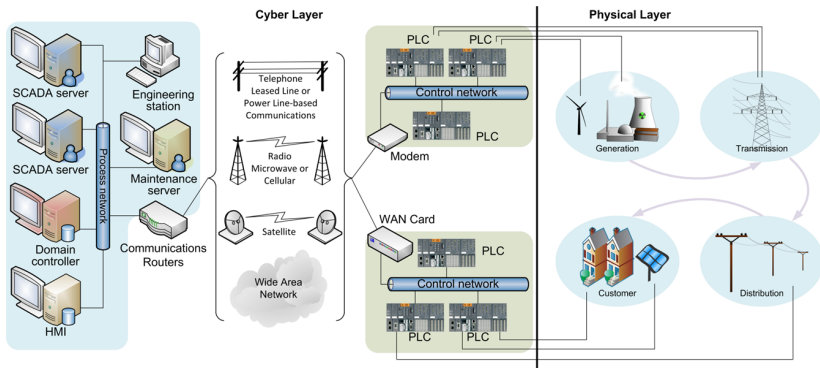 Cyber Layer
Physical Layer
SCADA server
Engineering
station
SCADA server
Maintenance
server
Process network
Domain
controller
Communications
Routers
HMI
Telephone
Leased Line or
Power Line-based
Communications
Radio
Microwave or
Cellular
Satellite
Wide Area
Network
PLC
PLC
Control network
PLC
Modem
WAN Card
PLC
Control network
PLC
PLC
Generation
Transmission
Customer
Distribution